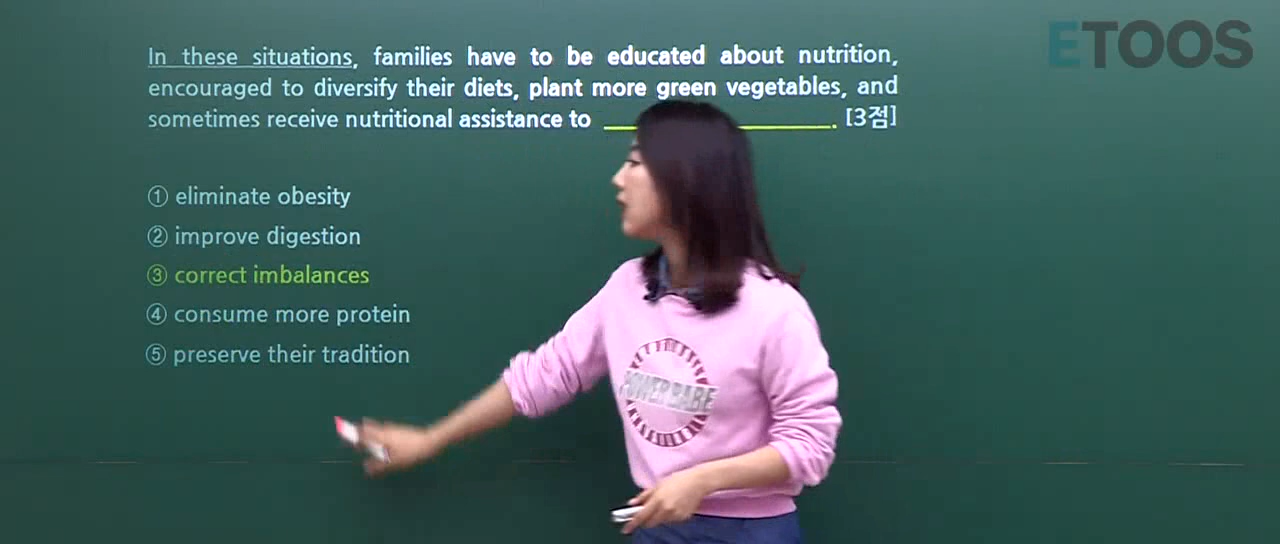 ETOOS
In these situations, families have to be educated about nutrition,
encouraged to diversify their diets, plant more green vegetables, and
sometimes receive nutritional assistance to . [3점]
① eliminate obesity
② improve digestion
③ correct imbalances
④ consume more protein
⑤ preserve their tradition
POWER BABE